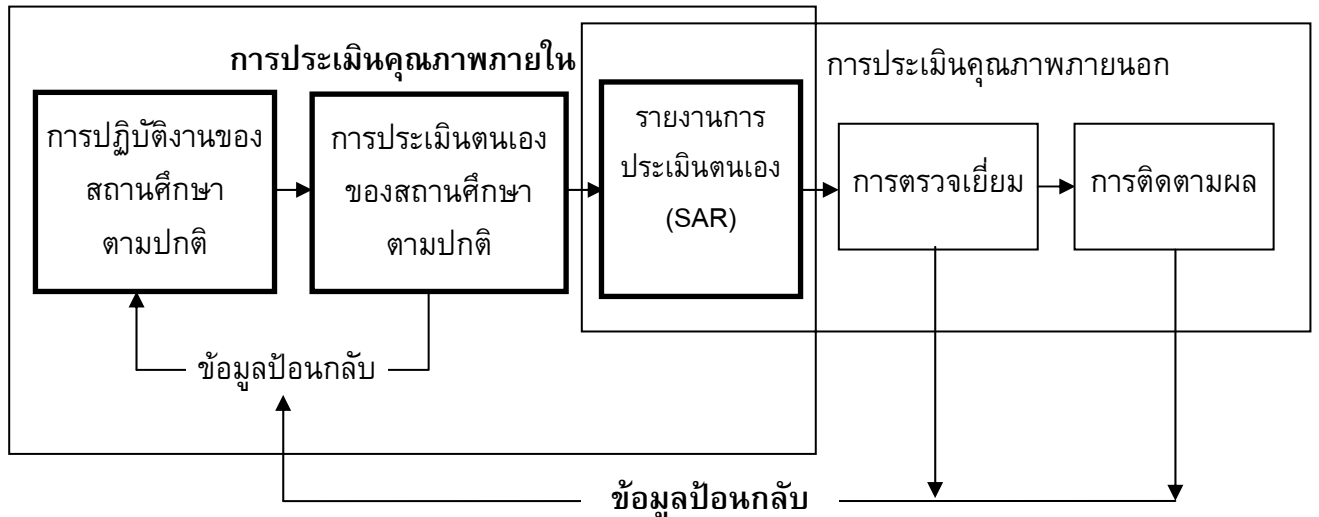 การประเมินคุณภาพภายใน
การประเมินคุณภาพภายนอก
การปฏิบัติงานของ
สถานศึกษา
ตามปกติ
การประเมินตนเอง
ของสถานศึกษา
ตามปกติ
รายงานการ
ประเมินตนเอง
(SAR)
การตรวจเยี่ยม
การติดตามผล
ข้อมูลป้อนกลับ
ข้อมูลป้อนกลับ